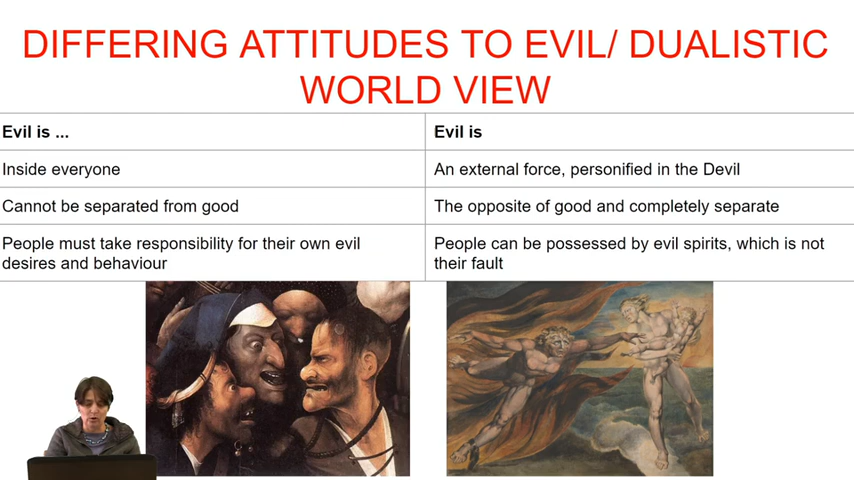 DIFFERING ATTITUDES TO EVIL/ DUALISTIC
WORLD VIEW
Evil is ...
Evil is
Inside everyone
An external force, personified in the Devil
Cannot be separated from good
The opposite of good and completely separate
People must take responsibility for their own evil
desires and behaviour
People can be possessed by evil spirits, which is not
their fault